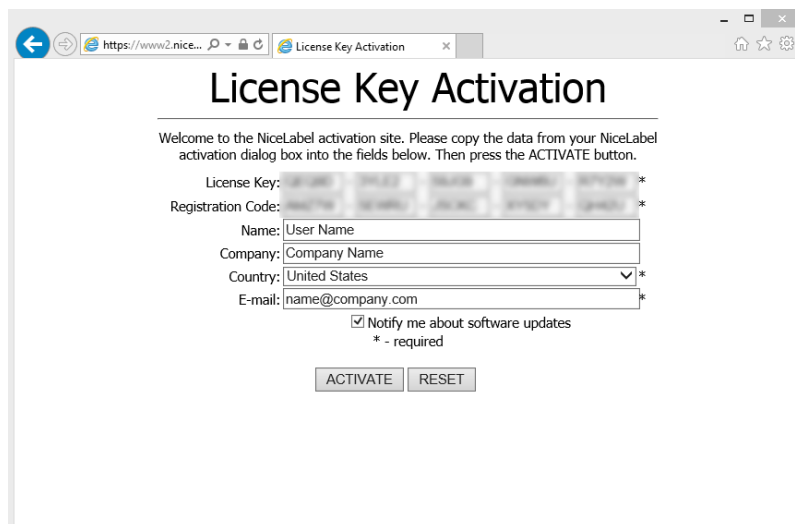 https://www2.nice...
License Key Activation
License Key Activation
Welcome to the NiceLabel activation site. Please copy the data from your NiceLabel
activation dialog box into the fields below. Then press the ACTIVATE button.
License Key: - - - - *
Registration Code: - - - - *
Name: User Name
Company: Company Name
Country: United States *
E-mail: name@company.com *
Notify me about software updates
* - required
ACTIVATE RESET